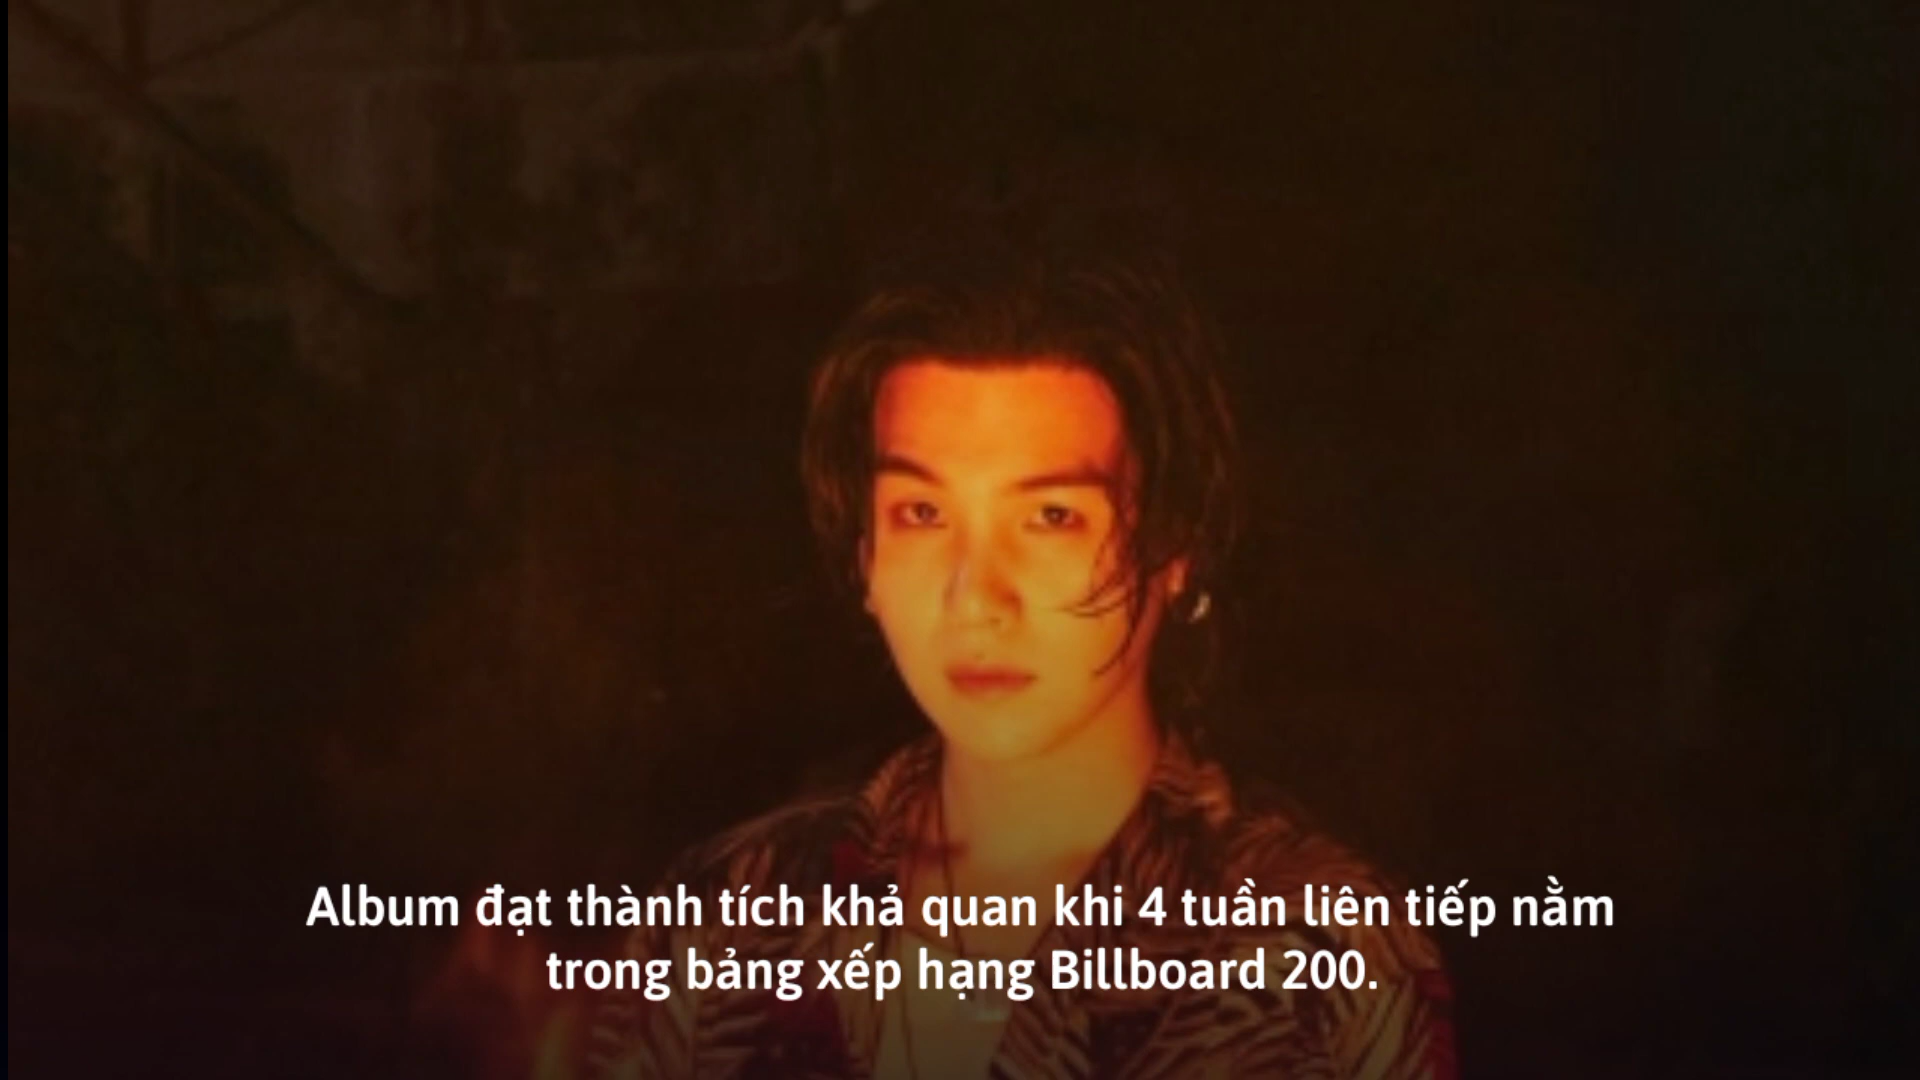 Album đạt thành tích khả quan khi 4 tuần liên tiếp nằm
trong bảng xếp hạng Billboard 200.